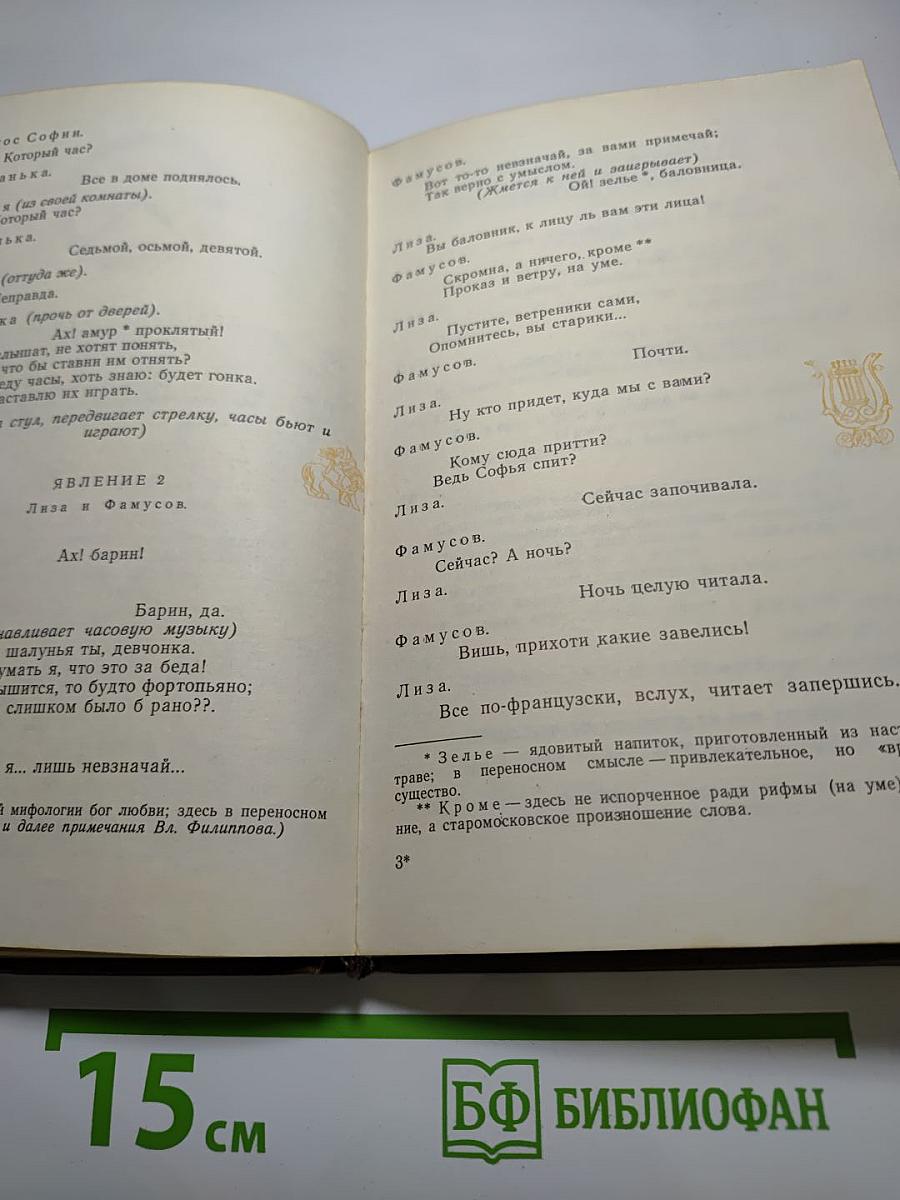 ос Софии.
Который час?
анька.
Все в доме поднялось.
я (из своей комнаты).
оторый час?
ька.
Седьмой, осьмой, девятой.
(оттуда же).
еправда.
ка (прочь от дверей).
Ах! амур * проклятый!
лышат, не хотят понять,
что бы ставни им отнять?
еду часы, хоть знаю: будет гонка.
аставлю их играть.
стул, передвигает стрелку, часы бьют и
играют)
ЯВЛЕНИЕ 2
Лиза и Фамусов.
Ах! барин!
Барин, да.
навливает часовую музыку)
шалунья ты, девчонка.
умать я, что это за беда!
ышится, то будто фортопьяно;
слишком было б рано??.
я... лишь невзначай...
й мифологии бог любви; здесь в переносном
и далее примечания Вл. Филиппова.)
Фамусов.
Вот то-то невзначай, за вами примечай;
Так верно с умыслом.
(Жмется к ней и заигрывает)
Ой! зелье *, баловница.
Лиза.
Вы баловник, к лицу ль вам эти лица!
Фамусов.
Скромна, а ничего, кроме **
Проказ и ветру, на уме.
Лиза.
Пустите, ветреники сами,
Опомнитесь, вы старики...
Фамусов.
Почти.
Лиза.
Ну кто придет, куда мы с вами?
Фамусов.
Кому сюда притти?
Ведь Софья спит?
Лиза.
Сейчас започивала.
Фамусов.
Сейчас? А ночь?
Лиза.
Ночь целую читала.
Фамусов.
Вишь, прихоти какие завелись!
Лиза.
Все по-французски, вслух, читает запершись.
* Зелье — ядовитый напиток, приготовленный из наст
траве; в переносном смысле — привлекательное, но «вр
существо.
** Кроме — здесь не испорченное ради рифмы (на уме)
ние, а старомосковское произношение слова.
3*
15 см
БФ БИБЛИОФАН